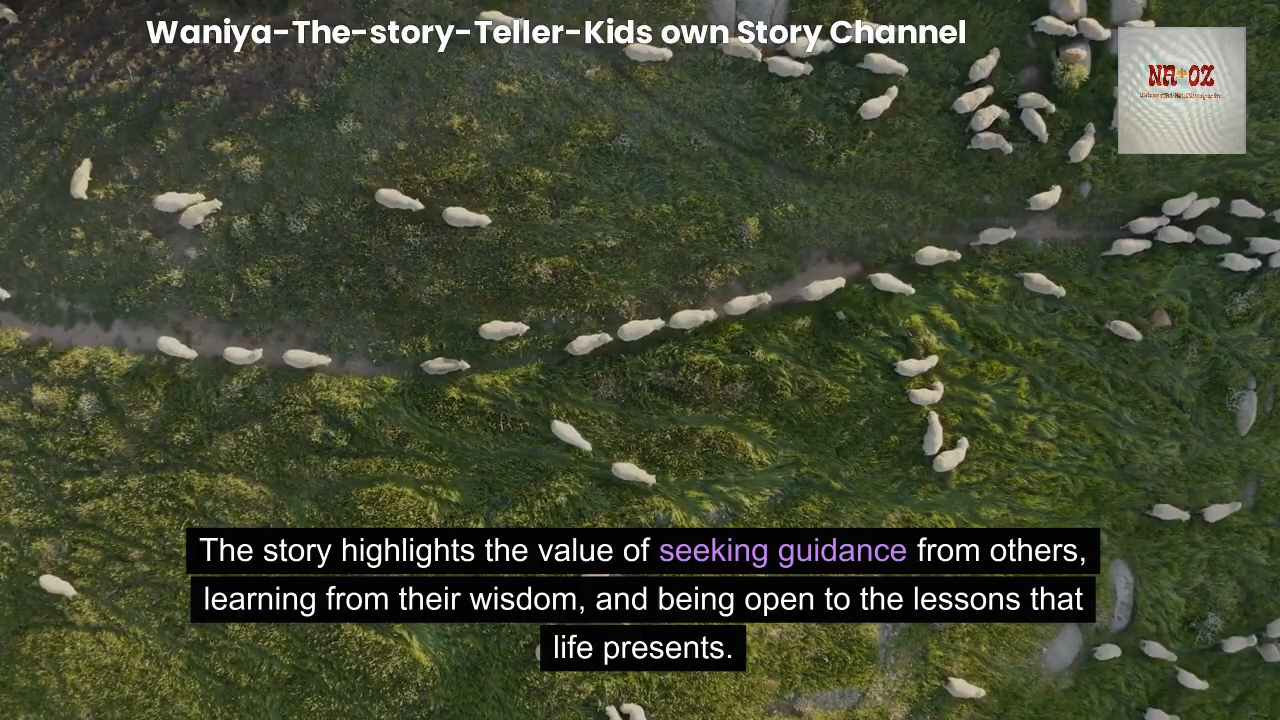 Waniya-The-story-Teller-Kids own Story Channel
NA+OZ
The story highlights the value of seeking guidance from others,
learning from their wisdom, and being open to the lessons that
life presents.